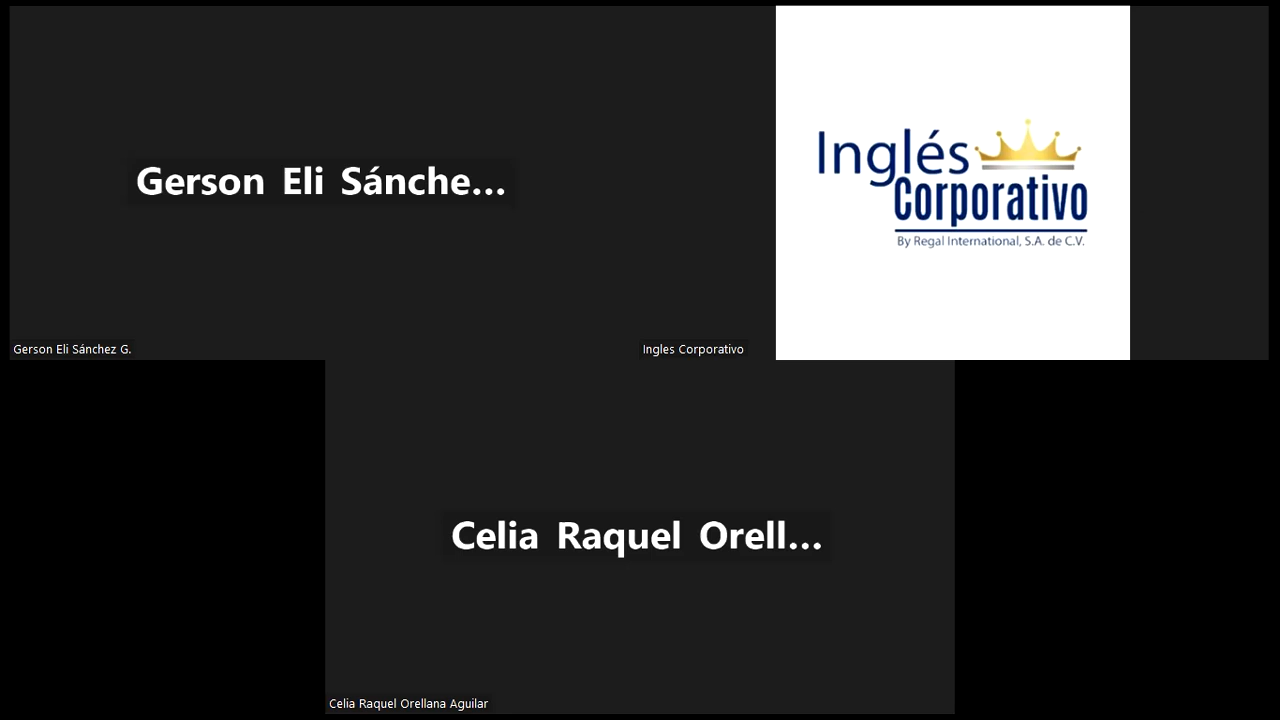 Gerson Eli Sánche...
Gerson Eli Sánchez G.
Inglés
Corporativo
By Regal International, S.A. de C.V.
Ingles Corporativo
Celia Raquel Orell...
Celia Raquel Orellana Aguilar